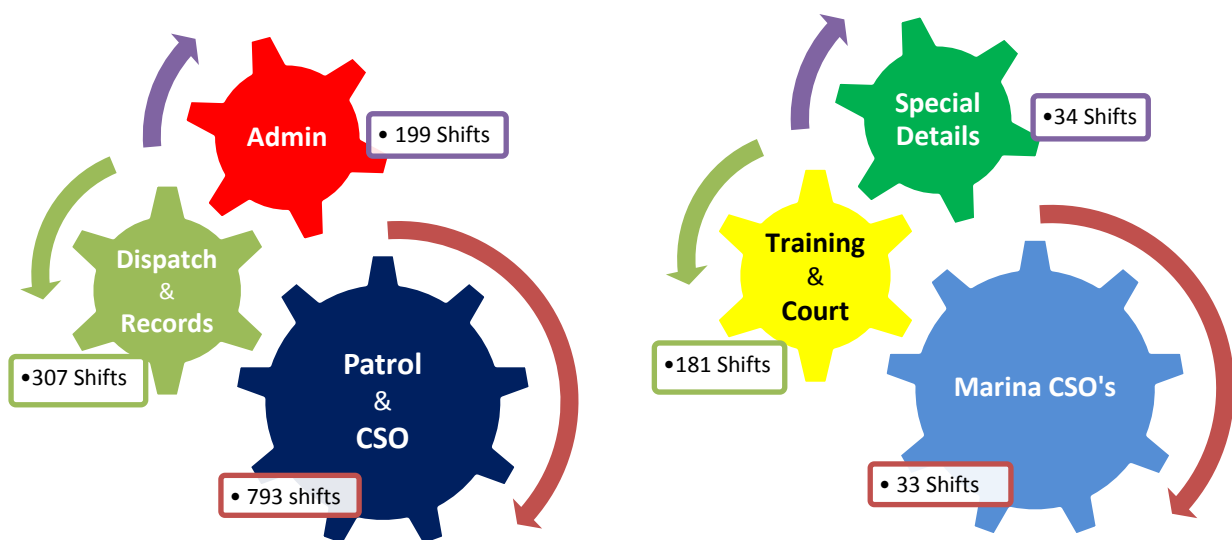 Admin
• 199 Shifts
Dispatch
&
Records
•307 Shifts
Patrol
&
CSO
• 793 shifts
Special
Details
•34 Shifts
Training
&
Court
•181 Shifts
Marina CSO's
• 33 Shifts